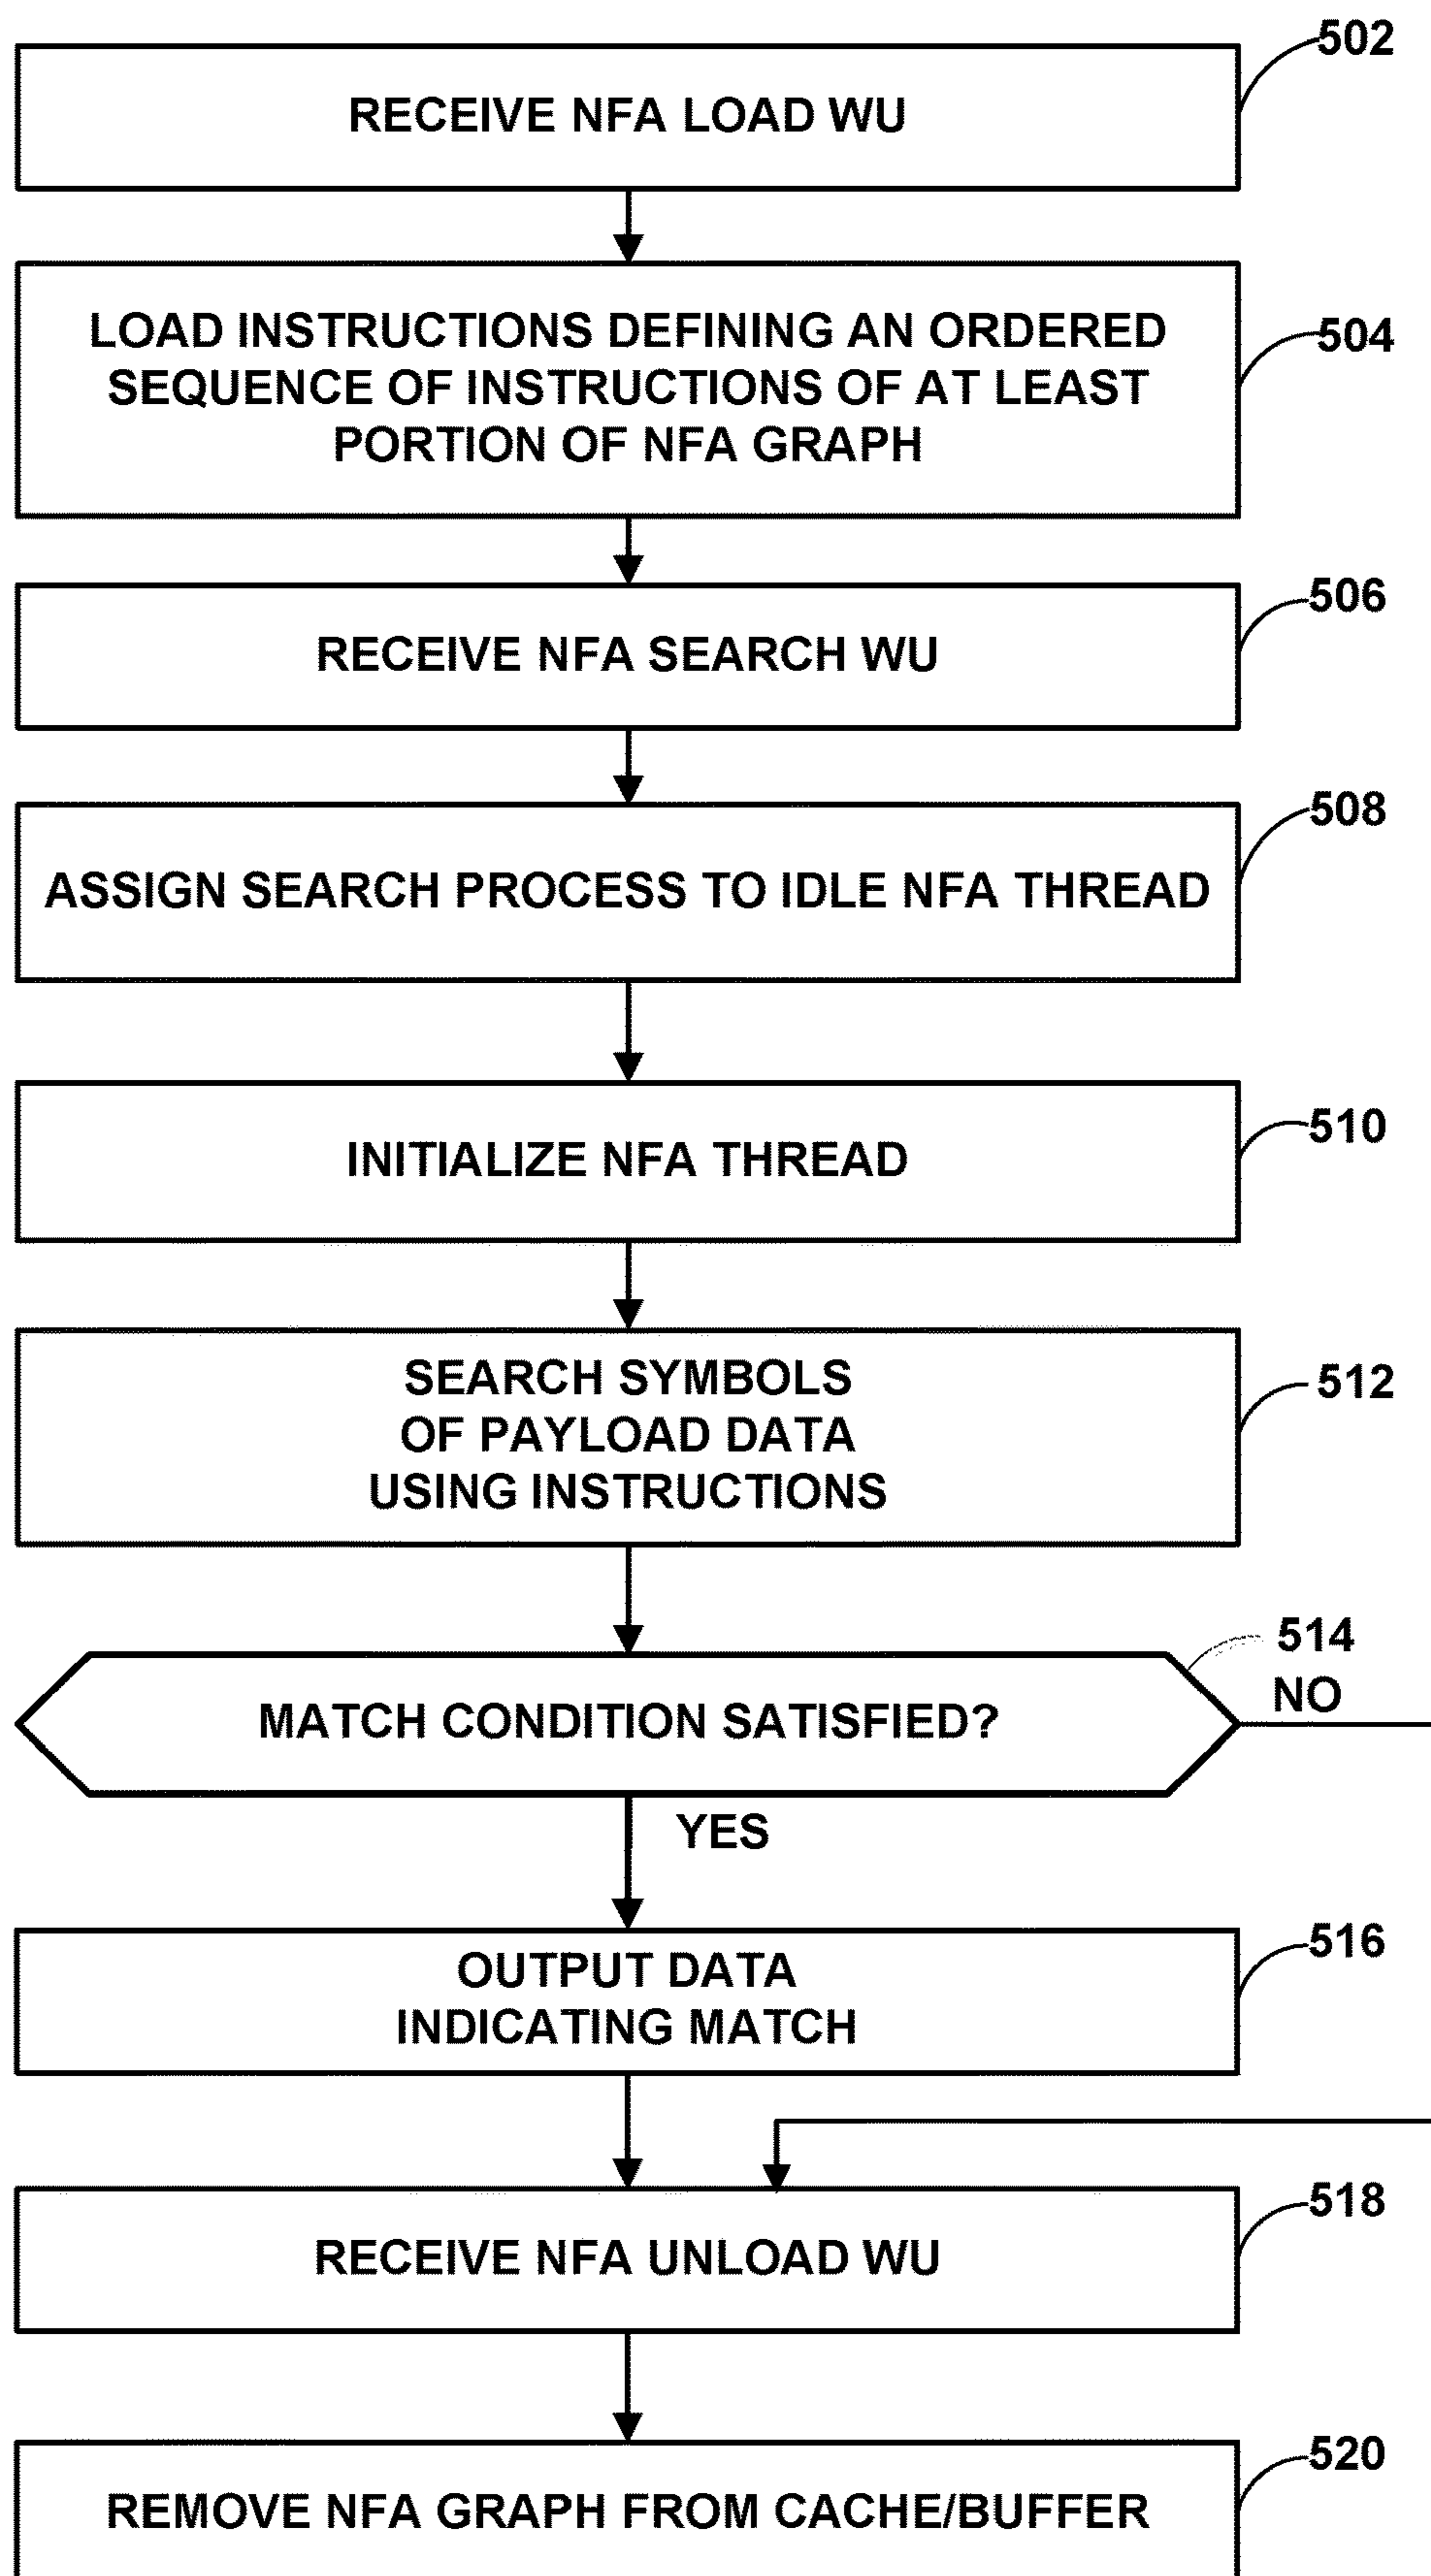 502
RECEIVE NFA LOAD WU
504
LOAD INSTRUCTIONS DEFINING AN ORDERED
SEQUENCE OF INSTRUCTIONS OF AT LEAST
PORTION OF NFA GRAPH
506
RECEIVE NFA SEARCH WU
508
ASSIGN SEARCH PROCESS TO IDLE NFA THREAD
510
INITIALIZE NFA THREAD
512
SEARCH SYMBOLS
OF PAYLOAD DATA
USING INSTRUCTIONS
514
NO
MATCH CONDITION SATISFIED?
YES
516
OUTPUT DATA
INDICATING MATCH
518
RECEIVE NFA UNLOAD WU
520
REMOVE NFA GRAPH FROM CACHE/BUFFER